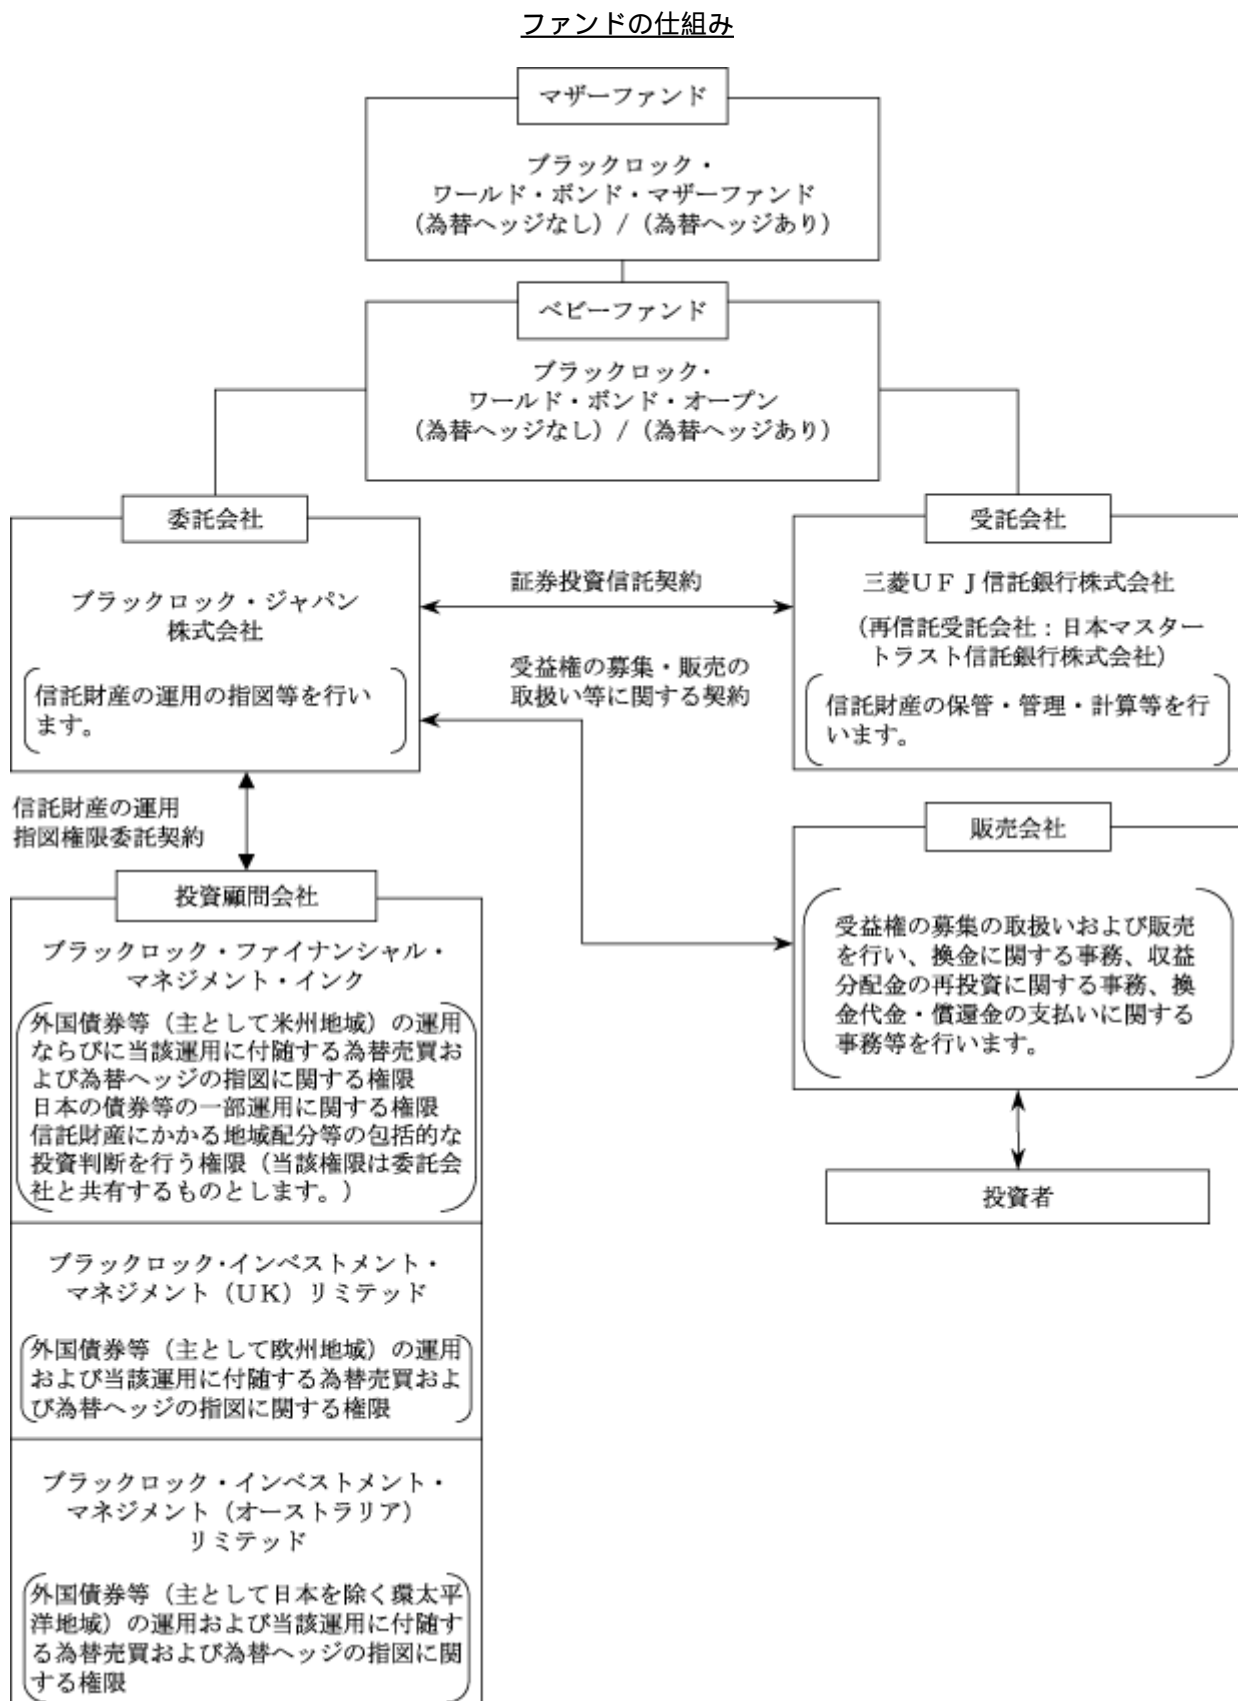 ファンドの仕組み
マザーファンド
ブラックロック・
ワールド・ボンド・マザーファンド
（為替ヘッジなし）/（為替ヘッジあり）
ベビーファンド
ブラックロック・
ワールド・ボンド・オープン
（為替ヘッジなし）/（為替ヘッジあり）
委託会社
ブラックロック・ジャパン
株式会社
信託財産の運用の指図等を行い
ます。
証券投資信託契約
受益権の募集・販売の
取扱い等に関する契約
受託会社
三菱ＵＦＪ信託銀行株式会社
（再信託受託会社：日本マスター
トラスト信託銀行株式会社）
信託財産の保管・管理・計算等を行
います。
信託財産の運用
指図権限委託契約
投資顧問会社
ブラックロック・ファイナンシャル・
マネジメント・インク
外国債券等（主として米州地域）の運用
ならびに当該運用に付随する為替売買お
よび為替ヘッジの指図に関する権限
日本の債券等の一部運用に関する権限
信託財産にかかる地域配分等の包括的な
投資判断を行う権限（当該権限は委託会
社と共有するものとします。）
ブラックロック・インベストメント・
マネジメント（ＵＫ）リミテッド
外国債券等（主として欧州地域）の運用
および当該運用に付随する為替売買およ
び為替ヘッジの指図に関する権限
ブラックロック・インベストメント・
マネジメント（オーストラリア）
リミテッド
外国債券等（主として日本を除く環太平
洋地域）の運用および当該運用に付随す
る為替売買および為替ヘッジの指図に関
する権限
販売会社
受益権の募集の取扱いおよび販売
を行い、換金に関する事務、収益
分配金の再投資に関する事務、換
金代金・償還金の支払いに関する
事務等を行います。
投資者